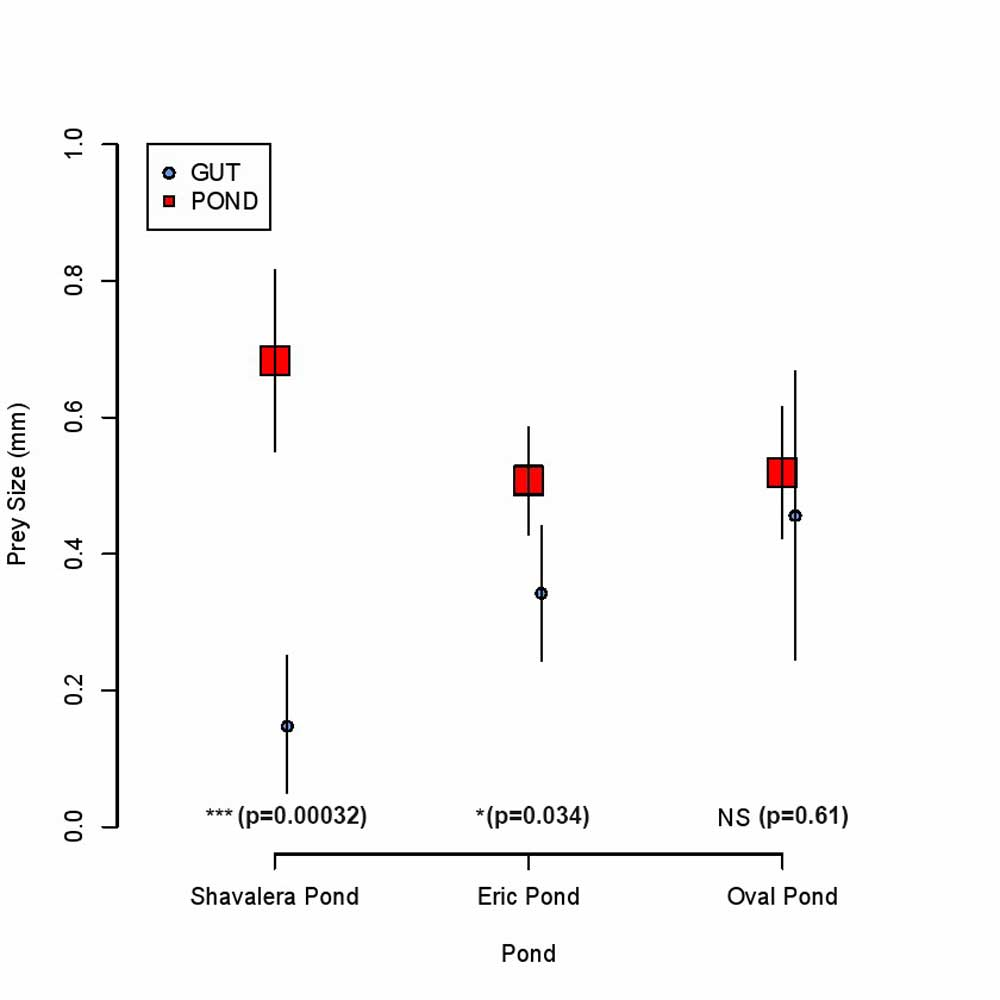 GUT
POND
1.0
0.8
0.6
0.4
0.2
0.0
Prey Size (mm)
*** (p=0.00032)
*(p=0.034)
NS (p=0.61)
Shavalera Pond
Eric Pond
Oval Pond
Pond